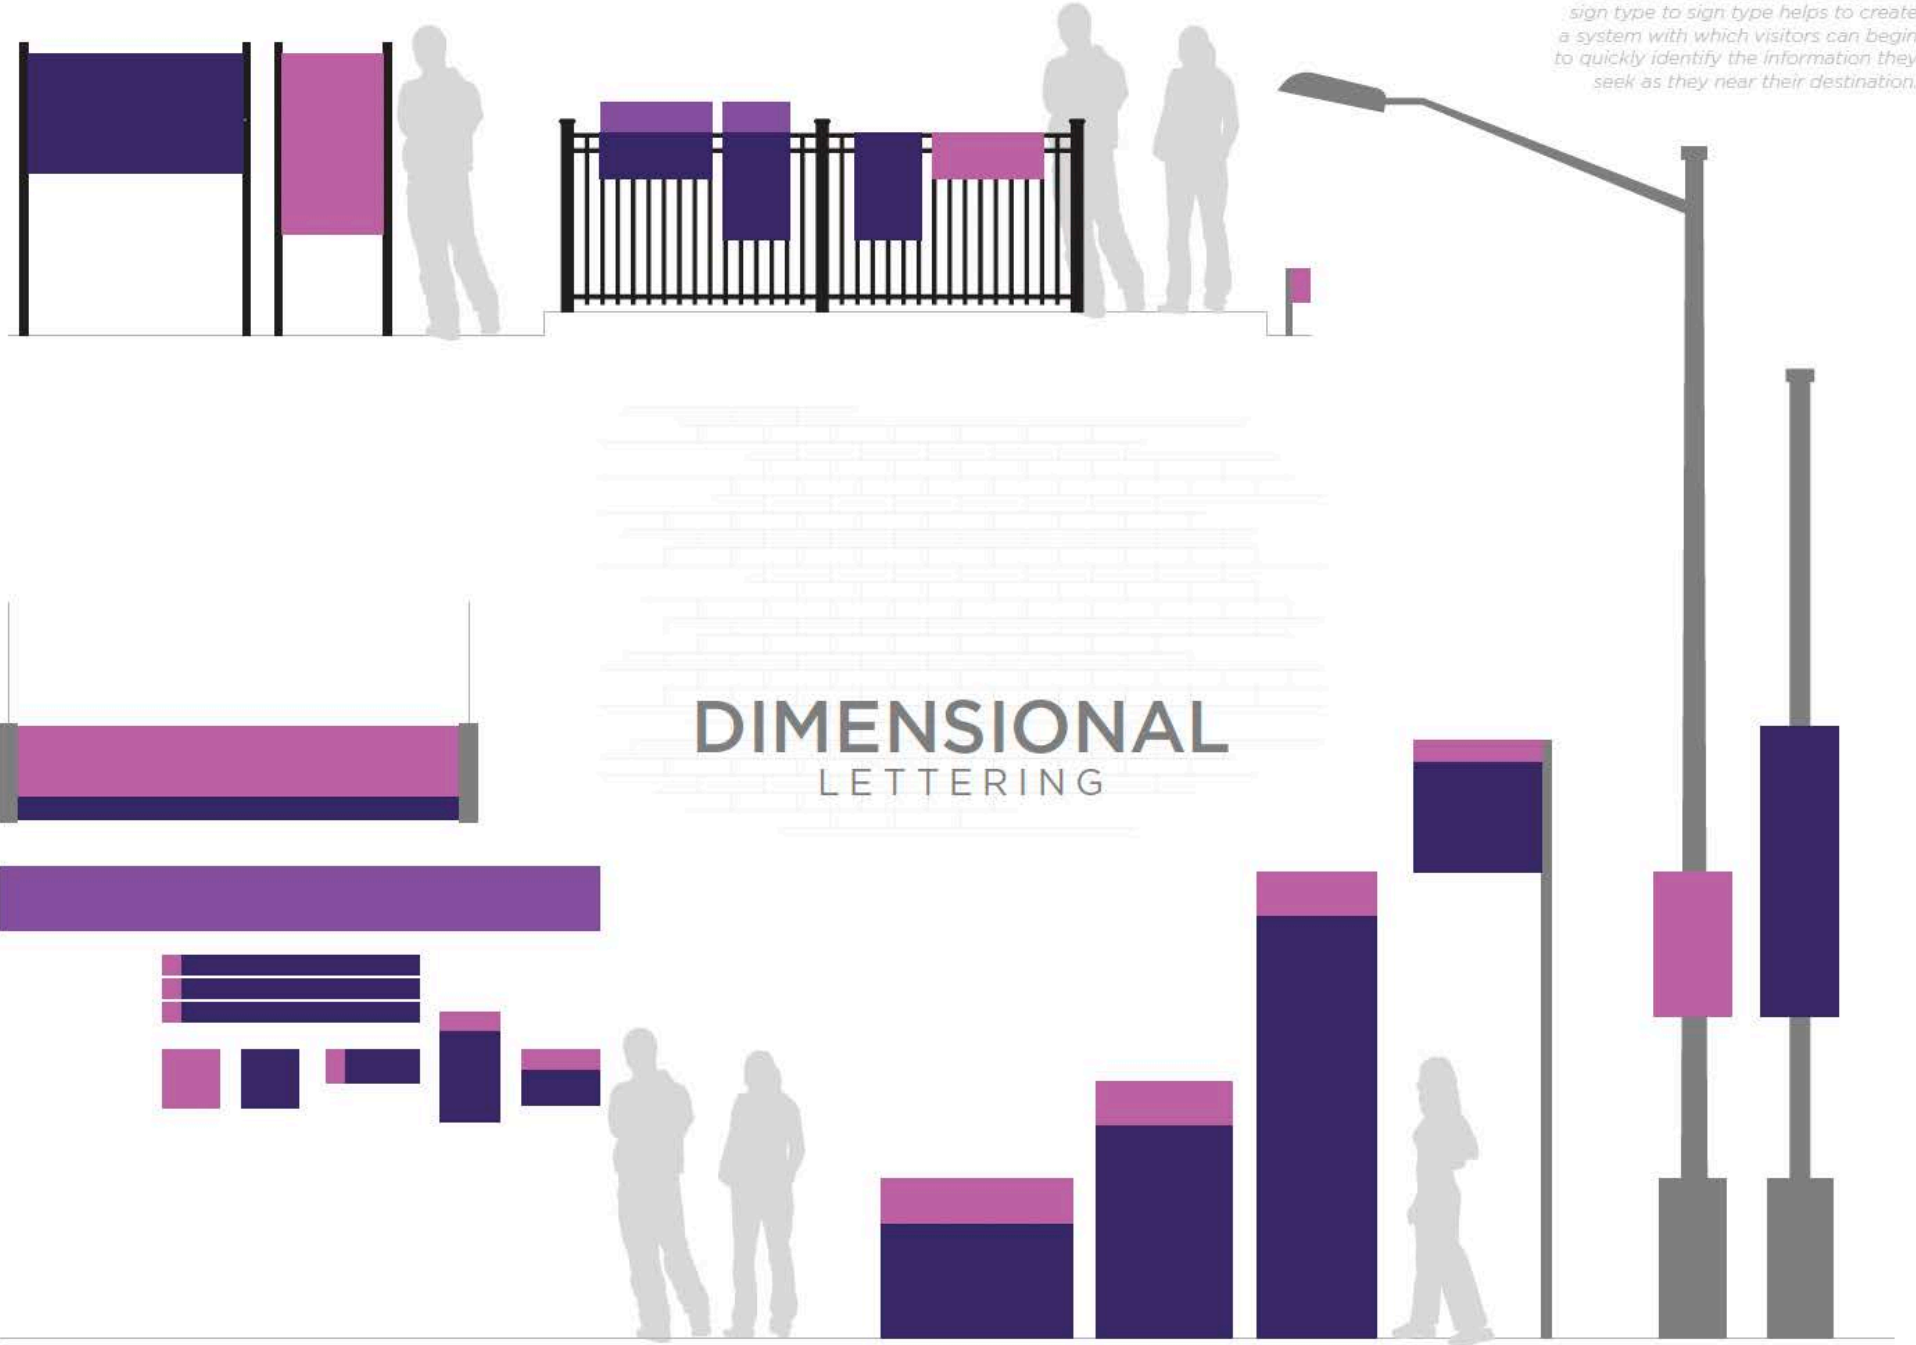 sign type to sign type helps to create
a system with which visitors can begin
to quickly identify the information they
seek as they near their destination.
DIMENSIONAL
LETTERING